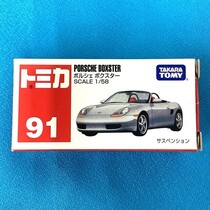 トミカ
91
PORSCHE BOXSTER
ポルシェ ボクスター
SCALE 1/58
TAKARA
TOMY
サスペンション